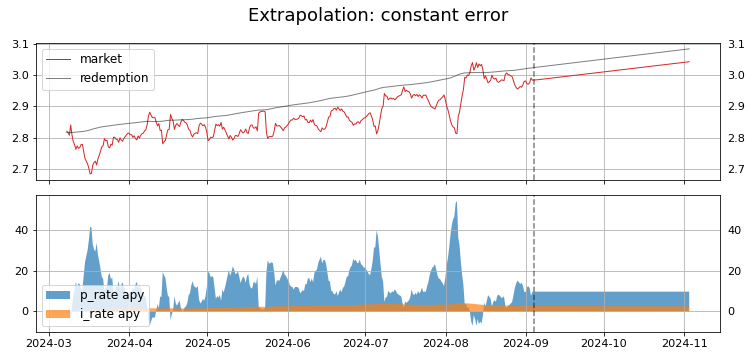 Extrapolation: constant error
3.1
3.0
2.9
2.8
2.7
market
redemption
3.1
3.0
2.9
2.8
2.7
40
20
0
p_rate apy
i_rate apy
40
20
0
2024-03 2024-04 2024-05 2024-06 2024-07 2024-08 2024-09 2024-10 2024-11